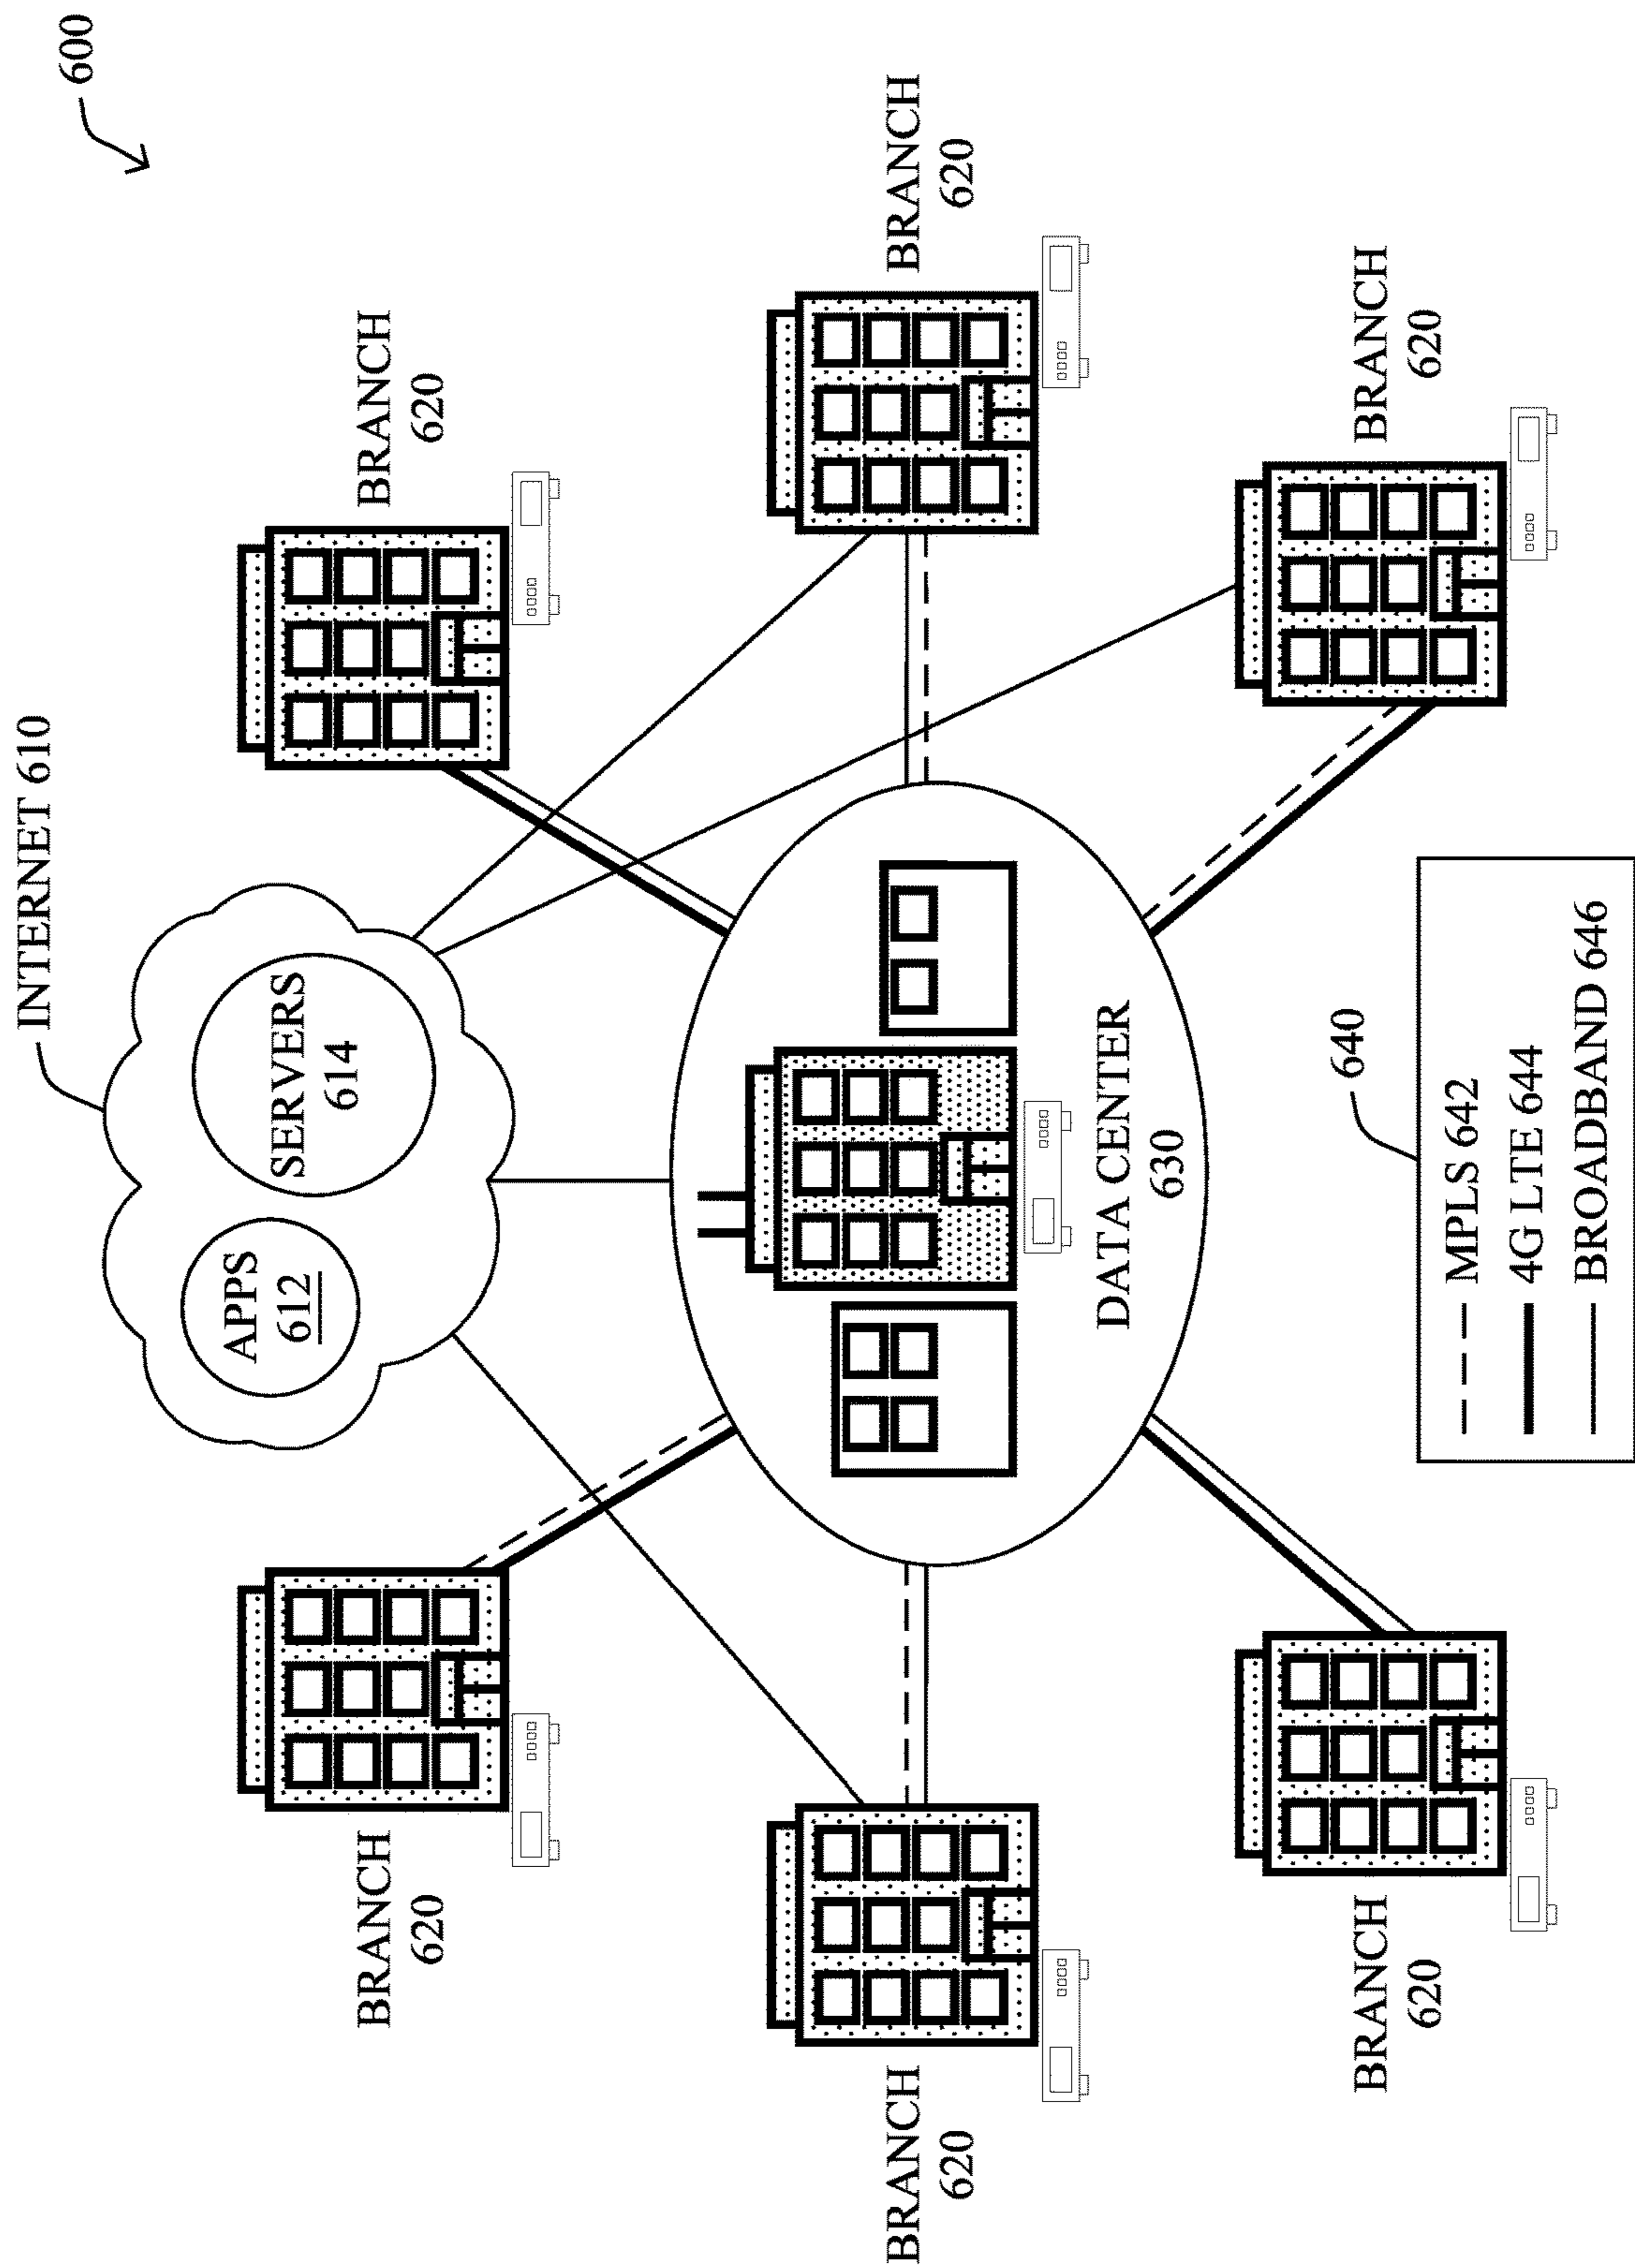 600
INTERNET 610
APPS
612
SERVERS
614
BRANCH
620
BRANCH
620
BRANCH
620
BRANCH
620
DATA CENTER
630
BRANCH
620
BRANCH
620
640
MPLS 642
4G LTE 644
BROADBAND 646